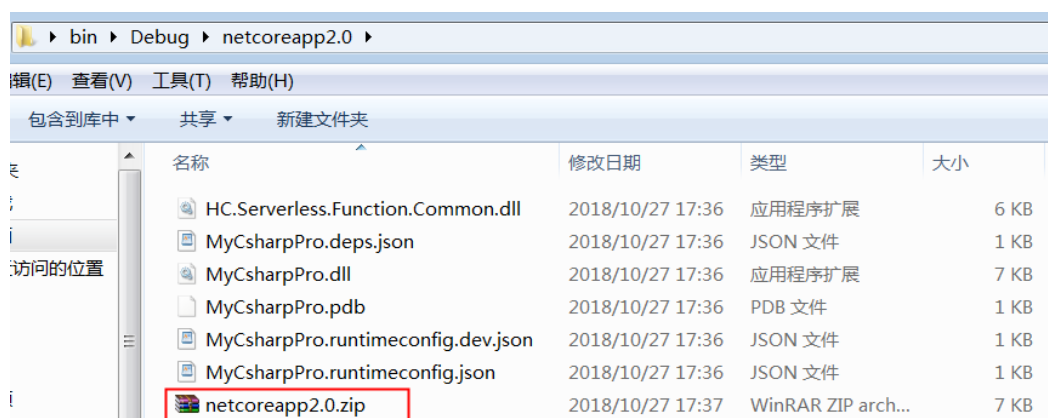 bin Debug netcoreapp2.0
辑(E) 查看(V) 工具(T) 帮助(H)
包含到库中 共享 新建文件夹
名称 修改日期 类型 大小
HC.Serverless.Function.Common.dll 2018/10/27 17:36 应用程序扩展 6 KB
MyCsharpPro.deps.json 2018/10/27 17:36 JSON 文件 1 KB
MyCsharpPro.dll 2018/10/27 17:36 应用程序扩展 7 KB
访问的位置
MyCsharpPro.pdb 2018/10/27 17:36 PDB 文件 1 KB
MyCsharpPro.runtimeconfig.dev.json 2018/10/27 17:36 JSON 文件 1 KB
MyCsharpPro.runtimeconfig.json 2018/10/27 17:36 JSON 文件 1 KB
netcoreapp2.0.zip 2018/10/27 17:37 WinRAR ZIP arch... 7 KB